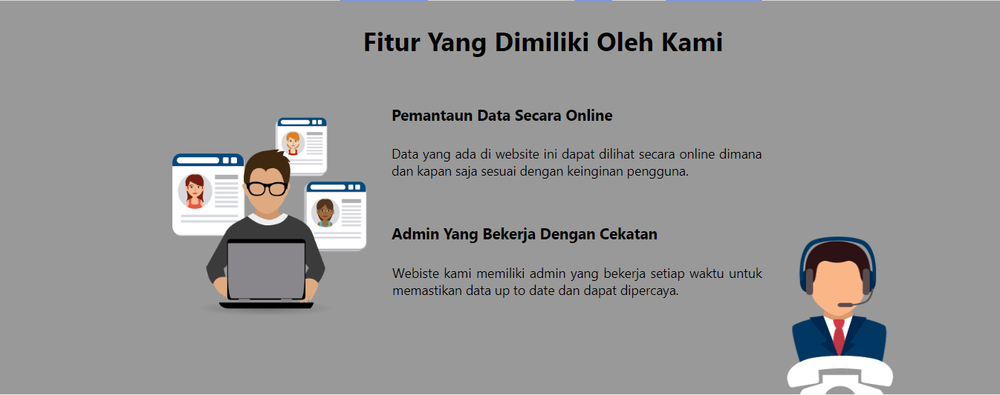 Fitur Yang Dimiliki Oleh Kami
Pemantaun Data Secara Online
Data yang ada di website ini dapat dilihat secara online dimana
dan kapan saja sesuai dengan keinginan pengguna.
Admin Yang Bekerja Dengan Cekatan
Webiste kami memiliki admin yang bekerja setiap waktu untuk
memastikan data up to date dan dapat dipercaya.